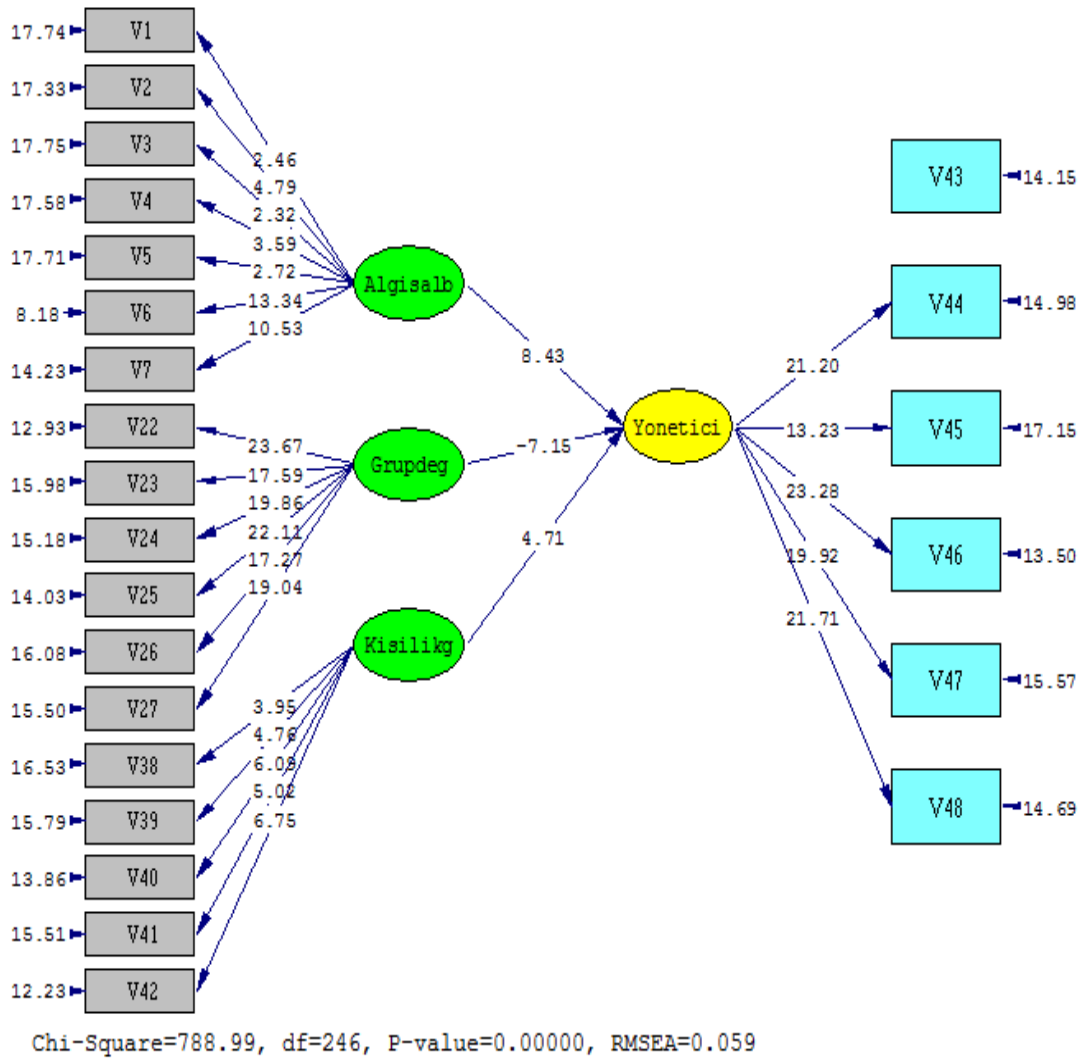 17.74 V1
17.33 V2
17.75 V3
17.58 V4
17.71 V5
8.18 V6
14.23 V7
12.93 V22
15.98 V23
15.18 V24
14.03 V25
16.08 V26
15.50 V27
16.53 V38
15.79 V39
13.86 V40
15.51 V41
12.23 V42
2.46
4.79
2.32
3.59
2.72
13.34
10.53
23.67
17.59
19.86
22.11
17.27
19.04
3.95
4.76
6.09
5.02
6.75
Algisalb
Grupdeg
Kisilikg
8.43
-7.15
4.71
Yonetici
21.20
13.23
23.28
19.92
21.71
V43 14.15
V44 14.98
V45 17.15
V46 13.50
V47 15.57
V48 14.69
Chi-Square=788.99, df=246, P-value=0.00000, RMSEA=0.059